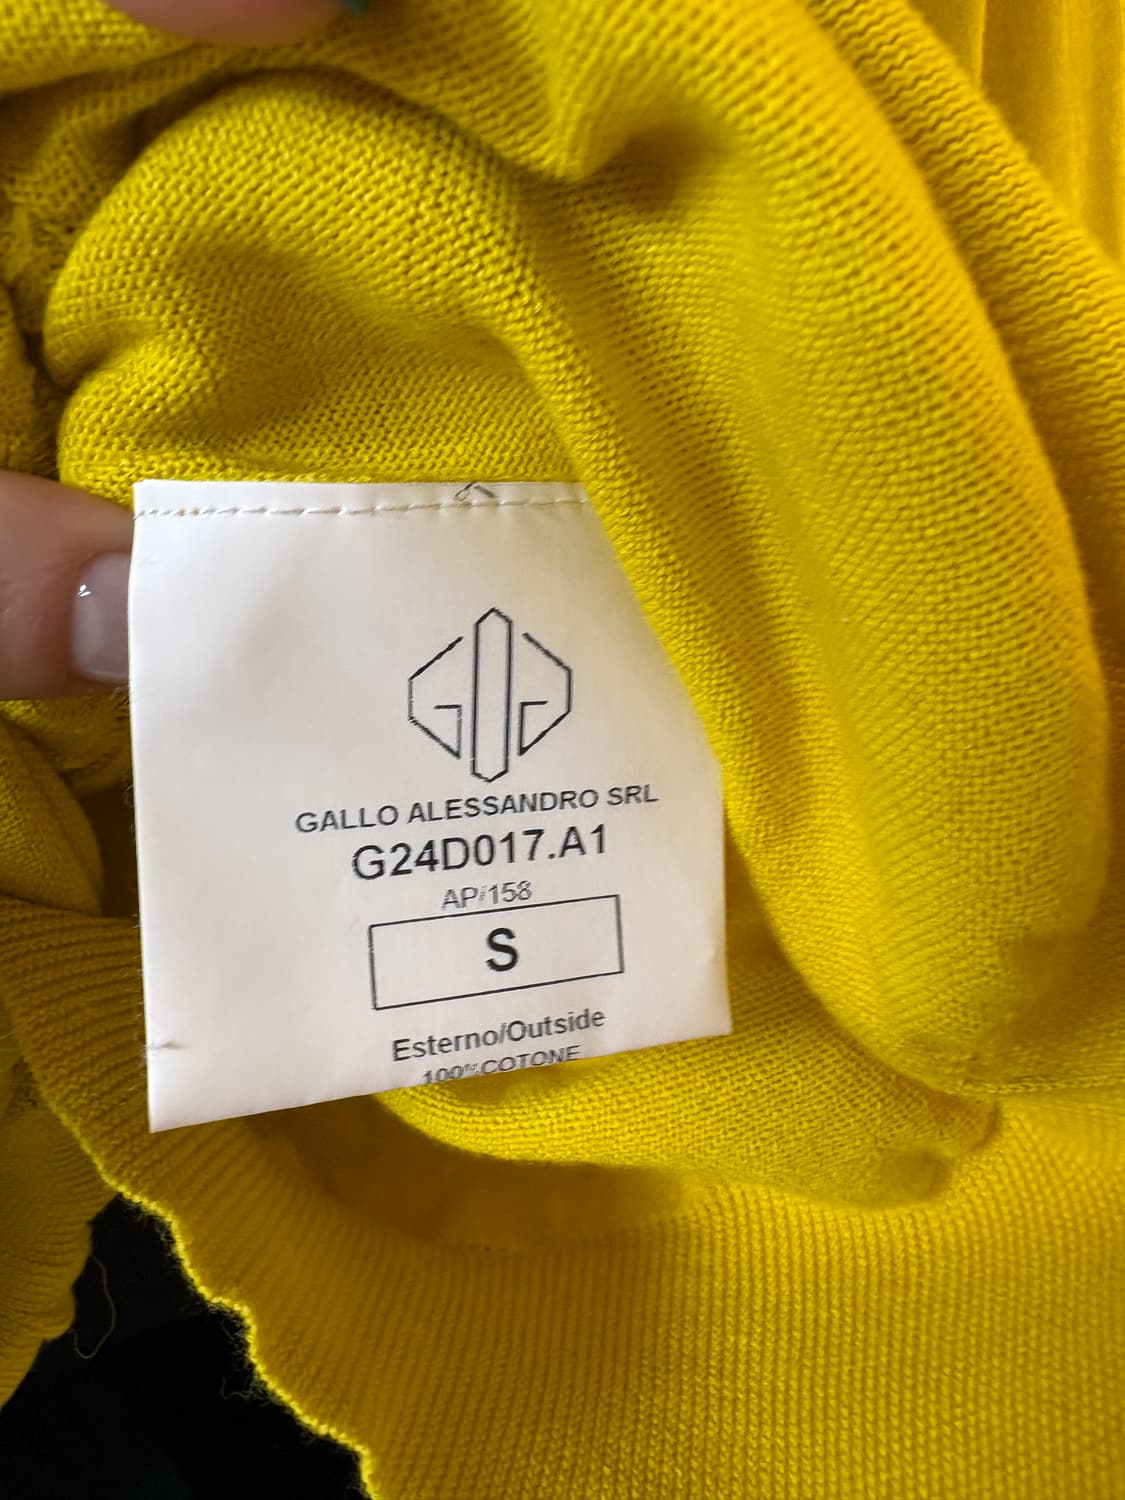 GALLO ALESSANDRO SRL
G24D017.A1
AP/158
S
Esterno/Outside
100% COTONE